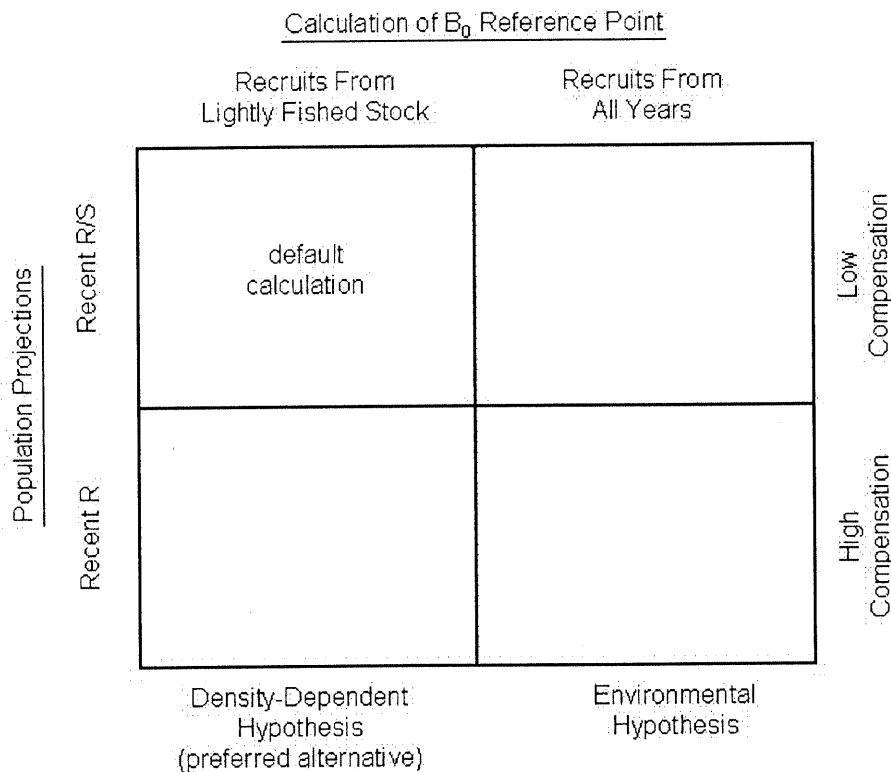 Calculation of B₀ Reference Point
Recruits From
Lightly Fished Stock
Recruits From
All Years
Population Projections
Recent R/S
default
calculation
Low
Compensation
Recent R
High
Compensation
Density-Dependent
Hypothesis
(preferred alternative)
Environmental
Hypothesis